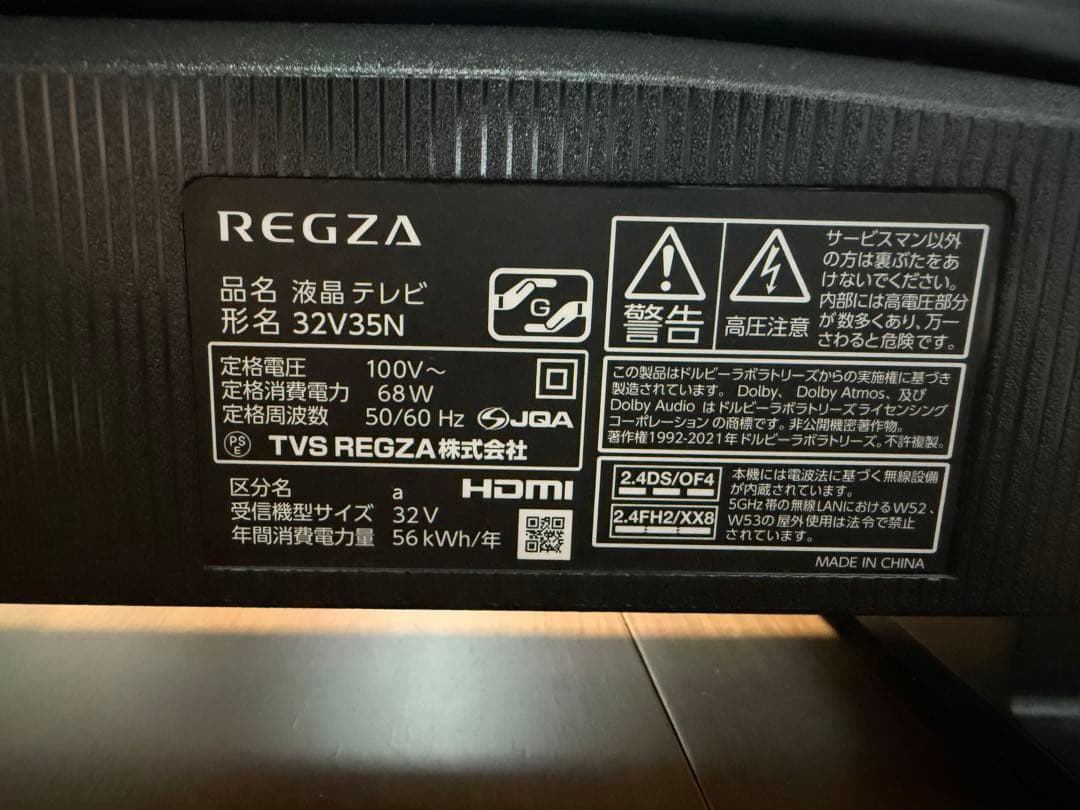 REGZA
品名 液晶テレビ
形名 32V35N
G
定格電圧 100V～
定格消費電力 68W
定格周波数 50/60 Hz JQA
PSE TVS REGZA株式会社
区分名 a HDMI
受信機型サイズ 32V
年間消費電力量 56kWh/年
警告
高圧注意
サービスマン以外
の方は裏ぶたをあ
けないでください。
内部には高電圧部分
が数多くあり、万一
さわると危険です。
この製品はドルビーラボラトリーズからの実施権に基づき
製造されています。Dolby、Dolby Atmos、及び
Dolby Audio はドルビーラボラトリーズライセンシング
コーポレーションの商標です。非公開機密著作物。
著作権1992-2021年ドルビーラボラトリーズ。不許複製。
2.4DS/OF4
2.4FH2/XX8
本機には電波法に基づく無線設備
が内蔵されています。
5GHz帯の無線LANにおけるW52、
W53の屋外使用は法令で禁止
されています。
MADE IN CHINA